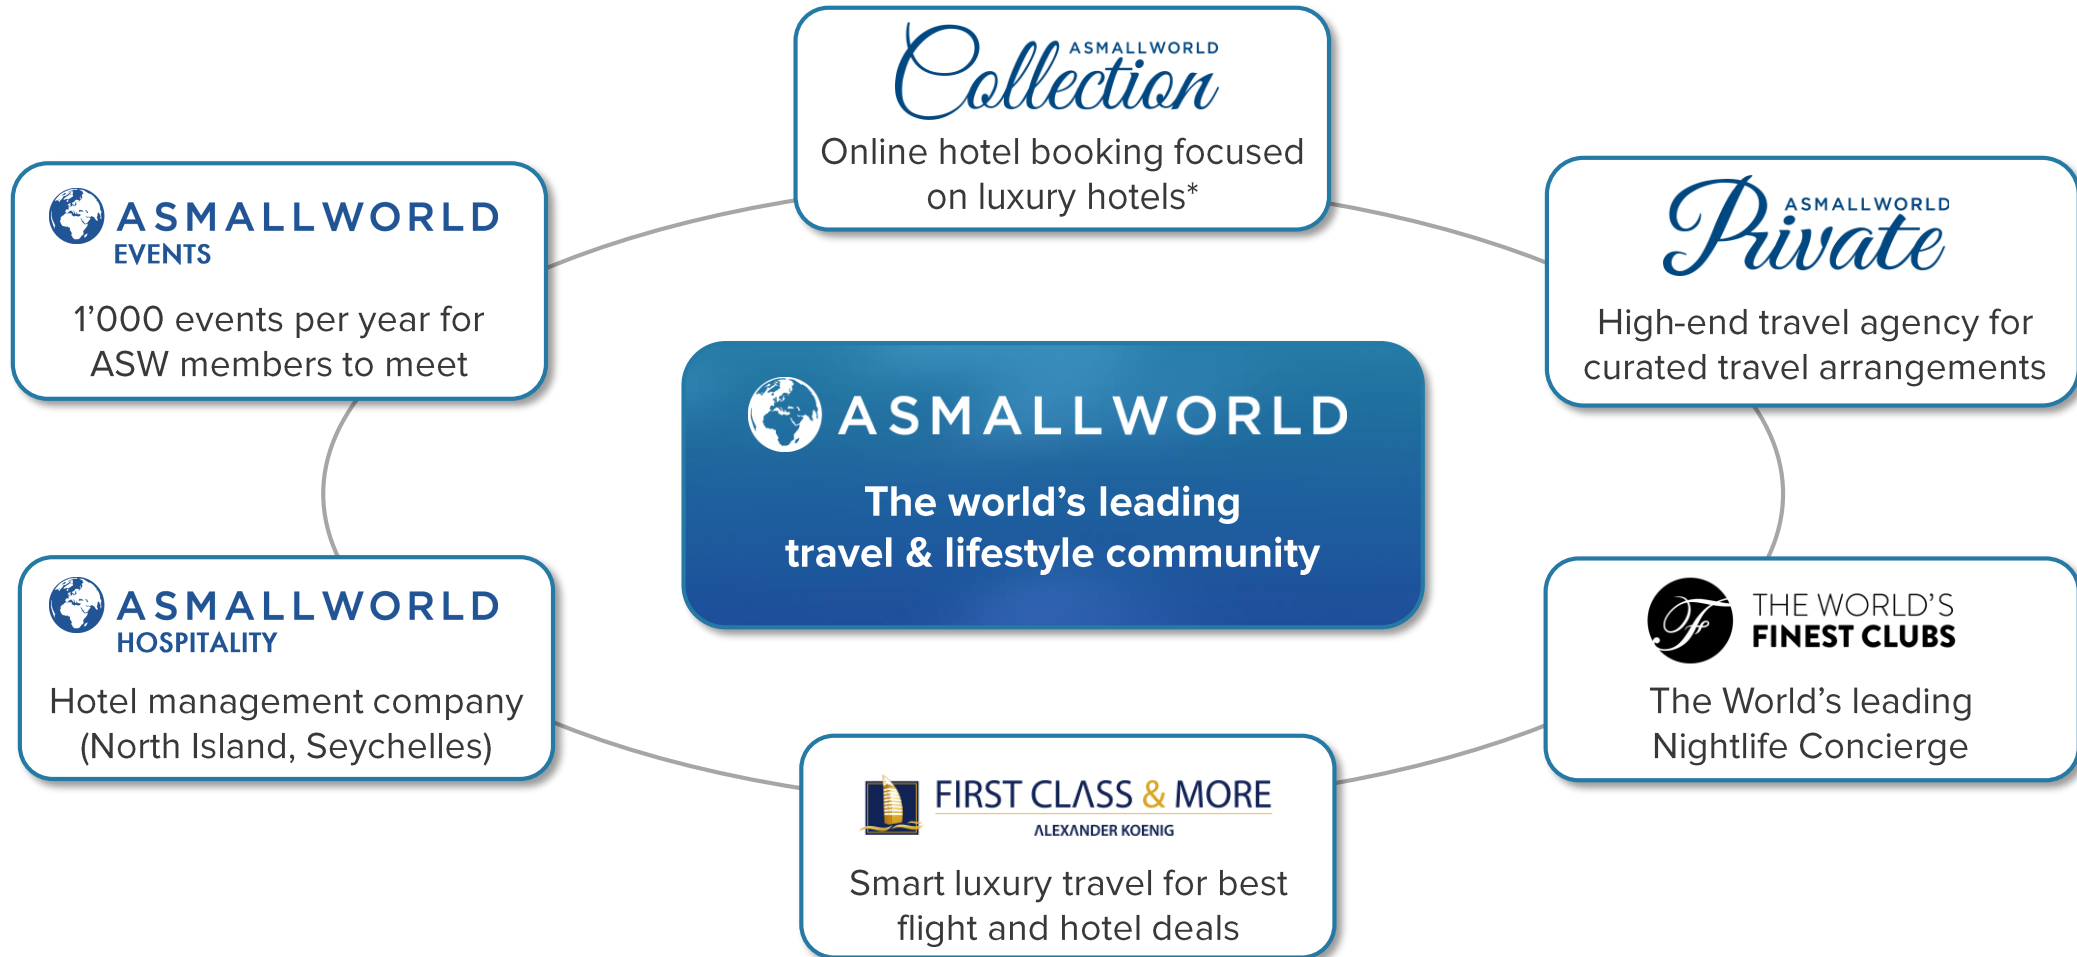 ASMALLWORLD
Collection
Online hotel booking focused
on luxury hotels*
ASMALLWORLD
EVENTS
1’000 events per year for
ASW members to meet
ASMALLWORLD
Private
High-end travel agency for
curated travel arrangements
ASMALLWORLD
The world’s leading
travel & lifestyle community
ASMALLWORLD
HOSPITALITY
Hotel management company
(North Island, Seychelles)
F
THE WORLD’S
FINEST CLUBS
The World’s leading
Nightlife Concierge
FIRST CLASS & MORE
ALEXANDER KOENIG
Smart luxury travel for best
flight and hotel deals